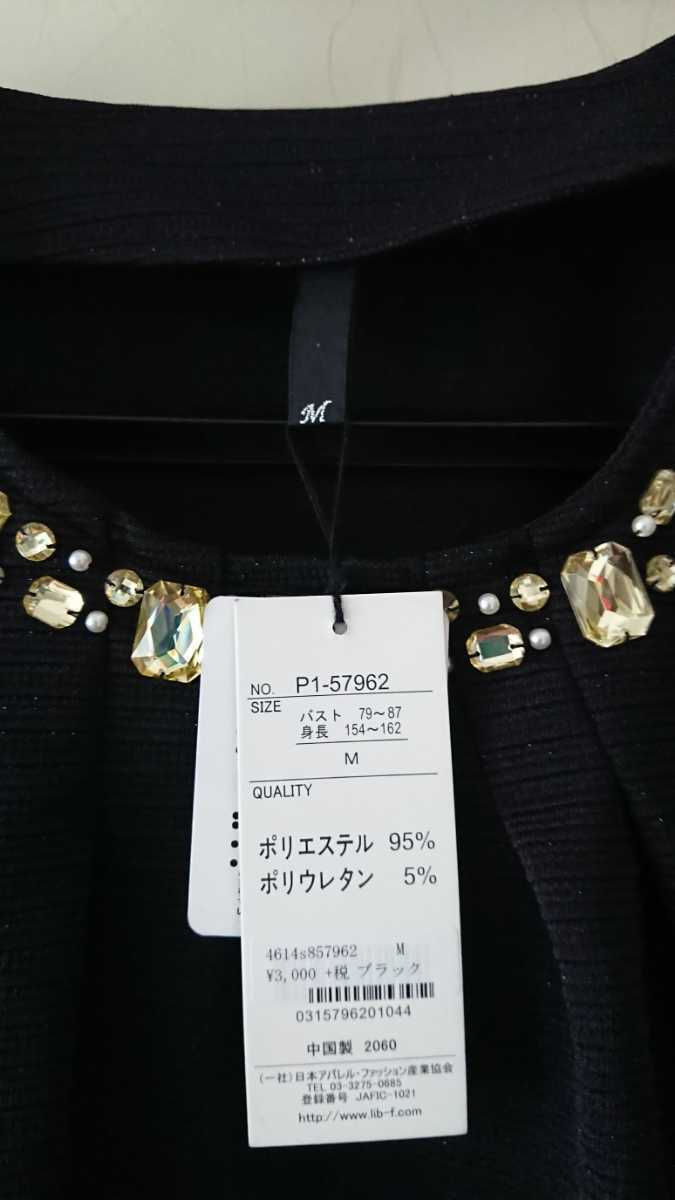 M
NO. P1-57962
SIZE
バスト 79～87
身長 154～162
M
QUALITY
ポリエステル 95%
ポリウレタン 5%
4614s857962 M
¥3,000 +税 ブラック
0315796201044
中国製 2060
(一社)日本アパレル・ファッション産業協会
TEL 03-3275-0685
登録番号 JAFIC-1021
http://www.lib-f.com